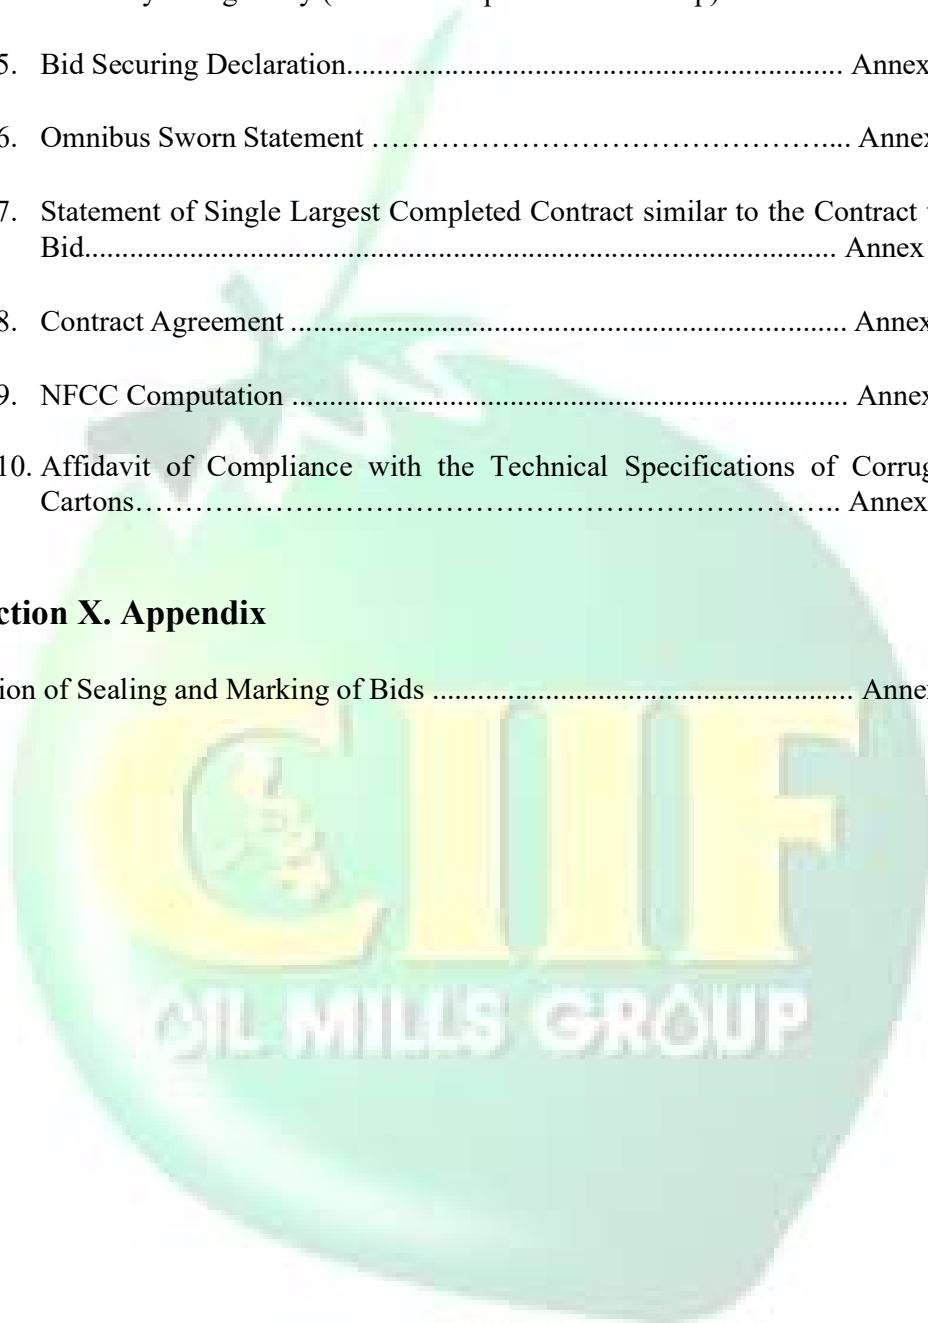 5. Bid Securing Declaration................................................................. Annex
6. Omnibus Sworn Statement ……………………………………….... Annex
7. Statement of Single Largest Completed Contract similar to the Contract
Bid.................................................................................................. Annex
8. Contract Agreement ......................................................................... Annex
9. NFCC Computation ......................................................................... Annex
10. Affidavit of Compliance with the Technical Specifications of Corrug
Cartons…………………………………………………………….. Annex
ction X. Appendix
ion of Sealing and Marking of Bids ....................................................... Annex
CIIF
OIL MILLS GROUP